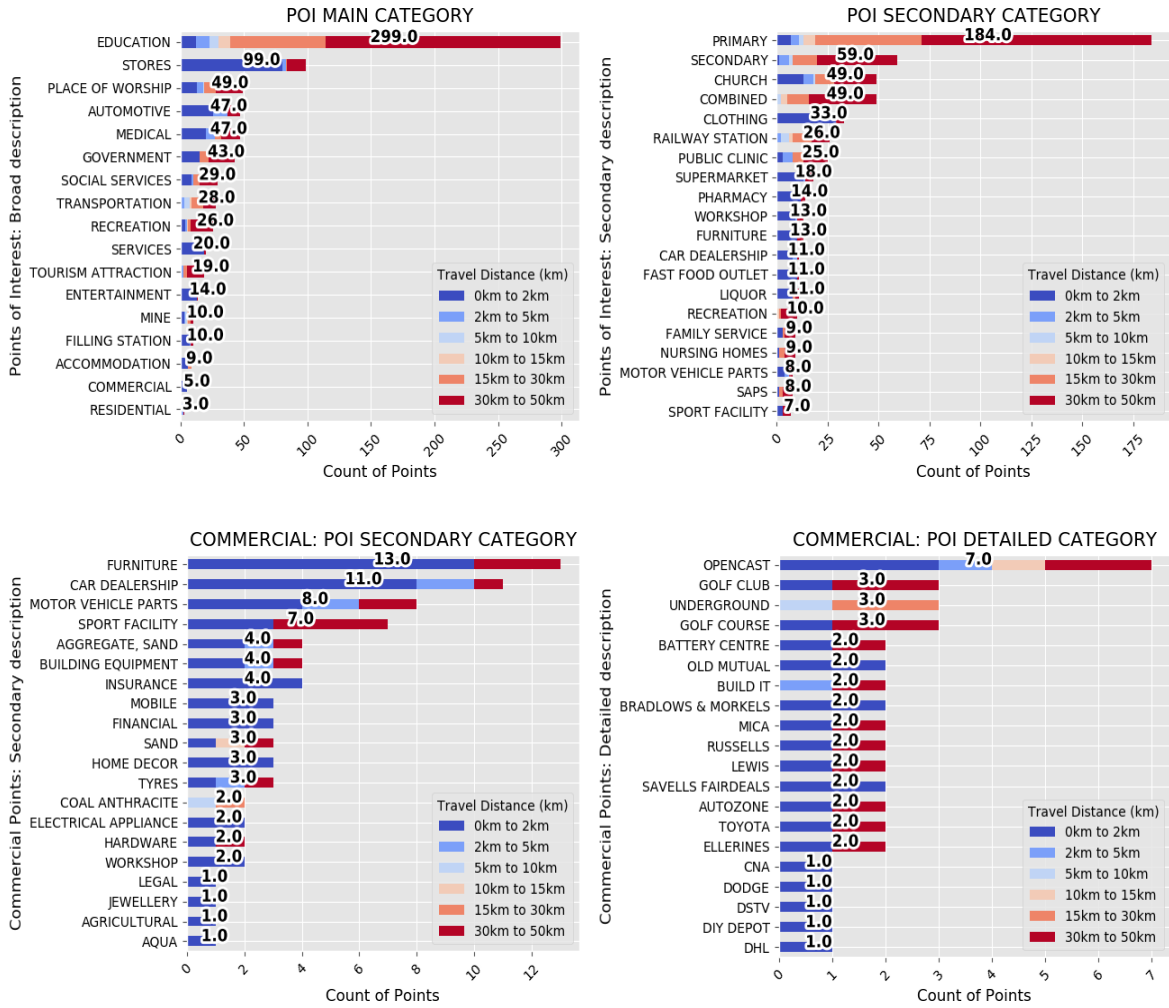 POI MAIN CATEGORY
Points of Interest: Broad description
EDUCATION 299.0
STORES 99.0
PLACE OF WORSHIP 49.0
AUTOMOTIVE 47.0
MEDICAL 47.0
GOVERNMENT 43.0
SOCIAL SERVICES 29.0
TRANSPORTATION 28.0
RECREATION 26.0
SERVICES 20.0
TOURISM ATTRACTION 19.0
ENTERTAINMENT 14.0
MINE 10.0
FILLING STATION 10.0
ACCOMMODATION 9.0
COMMERCIAL 5.0
RESIDENTIAL 3.0
Travel Distance (km)
0km to 2km
2km to 5km
5km to 10km
10km to 15km
15km to 30km
30km to 50km
0 50 100 150 200 250 300
Count of Points
POI SECONDARY CATEGORY
Points of Interest: Secondary description
PRIMARY 184.0
SECONDARY 59.0
CHURCH 49.0
COMBINED 49.0
CLOTHING 33.0
RAILWAY STATION 26.0
PUBLIC CLINIC 25.0
SUPERMARKET 18.0
PHARMACY 14.0
WORKSHOP 13.0
FURNITURE 13.0
CAR DEALERSHIP 11.0
FAST FOOD OUTLET 11.0
LIQUOR 11.0
RECREATION 10.0
FAMILY SERVICE 9.0
NURSING HOMES 9.0
MOTOR VEHICLE PARTS 8.0
SAPS 8.0
SPORT FACILITY 7.0
Travel Distance (km)
0km to 2km
2km to 5km
5km to 10km
10km to 15km
15km to 30km
30km to 50km
0 25 50 75 100 125 150 175
Count of Points
COMMERCIAL: POI SECONDARY CATEGORY
Commercial Points: Secondary description
FURNITURE 13.0
CAR DEALERSHIP 11.0
MOTOR VEHICLE PARTS 8.0
SPORT FACILITY 7.0
AGGREGATE, SAND 4.0
BUILDING EQUIPMENT 4.0
INSURANCE 4.0
MOBILE 3.0
FINANCIAL 3.0
SAND 3.0
HOME DECOR 3.0
TYRES 3.0
COAL ANTHRACITE 2.0
ELECTRICAL APPLIANCE 2.0
HARDWARE 2.0
WORKSHOP 2.0
LEGAL 1.0
JEWELLERY 1.0
AGRICULTURAL 1.0
AQUA 1.0
Travel Distance (km)
0km to 2km
2km to 5km
5km to 10km
10km to 15km
15km to 30km
30km to 50km
0 2 4 6 8 10 12
Count of Points
COMMERCIAL: POI DETAILED CATEGORY
Commercial Points: Detailed description
OPENCAST 7.0
GOLF CLUB 3.0
UNDERGROUND 3.0
GOLF COURSE 3.0
BATTERY CENTRE 2.0
OLD MUTUAL 2.0
BUILD IT 2.0
BRADLOWS & MORKELS 2.0
MICA 2.0
RUSSELLS 2.0
LEWIS 2.0
SAVELLS FAIRDEALS 2.0
AUTOZONE 2.0
TOYOTA 2.0
ELLERINES 2.0
CNA 1.0
DODGE 1.0
DSTV 1.0
DIY DEPOT 1.0
DHL 1.0
Travel Distance (km)
0km to 2km
2km to 5km
5km to 10km
10km to 15km
15km to 30km
30km to 50km
0 1 2 3 4 5 6 7
Count of Points